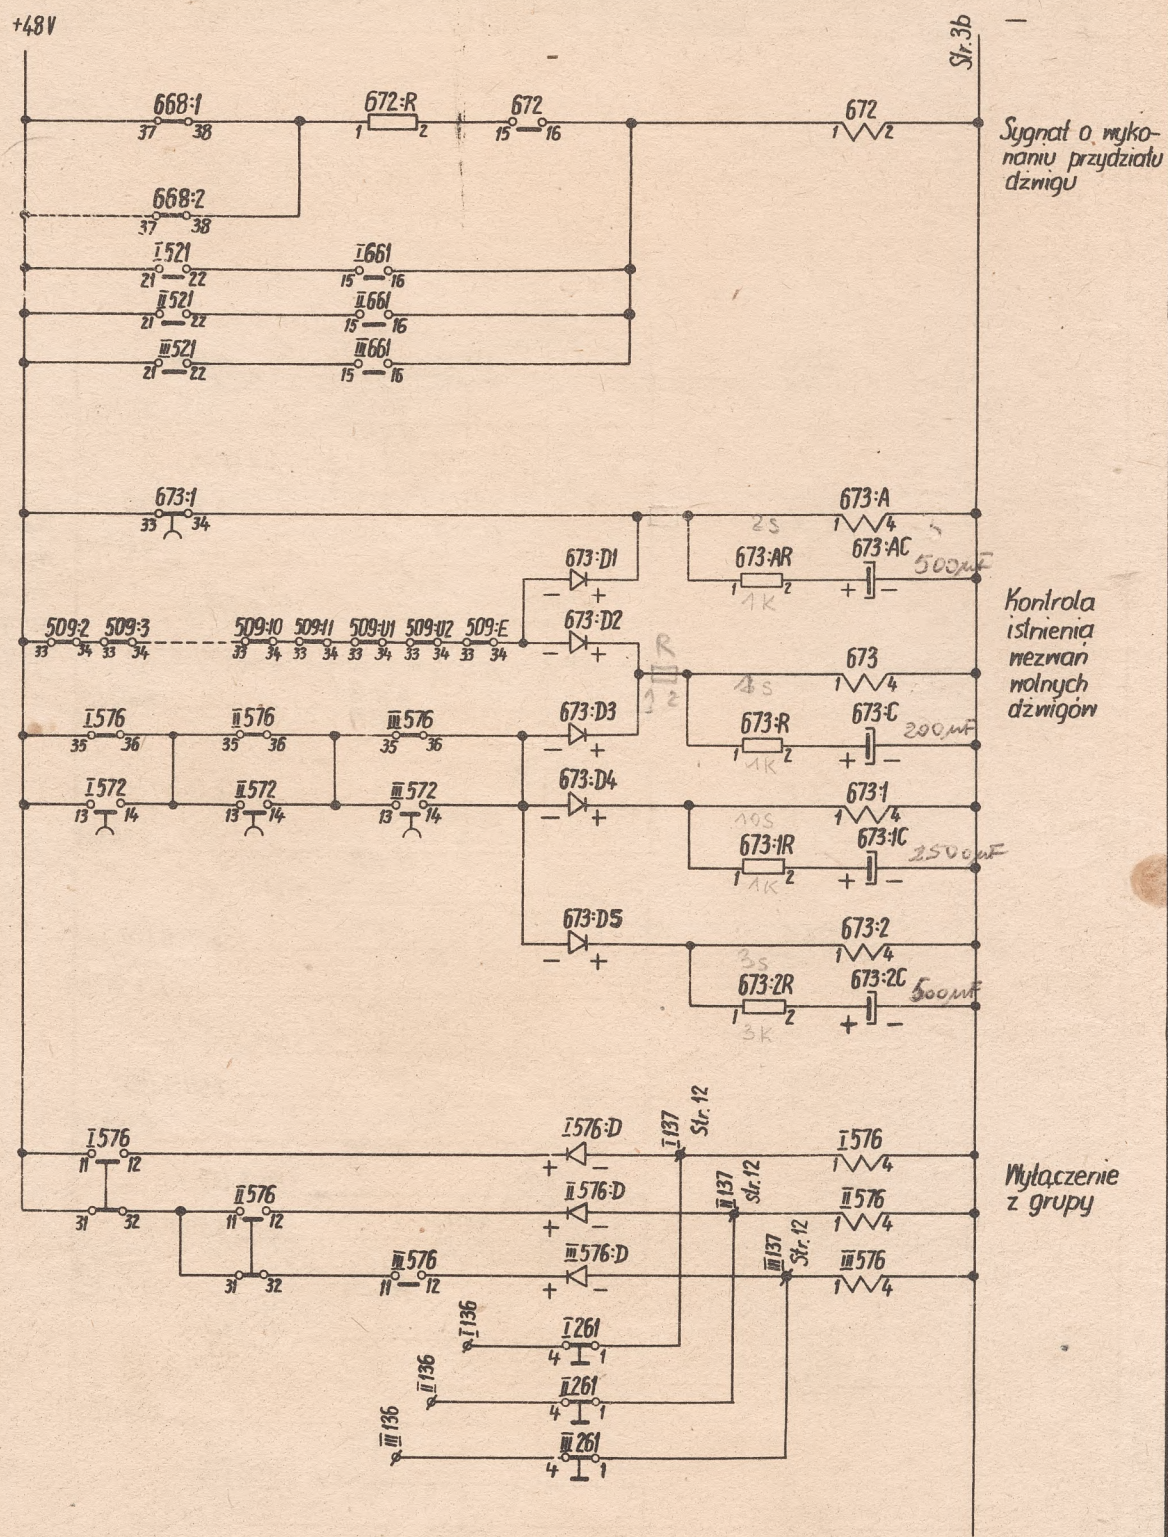 +48V
Str.3b
668:1
37 38
672:R
1 2
672
15 16
672
1 2
Sygnał o wyko-
naniu przydziału
dźwigu
668:2
37 38
I 521
21 22
I 661
15 16
II 521
21 22
II 661
15 16
III 521
21 22
III 661
15 16
673:1
33 34
2s
673:A
1 4
673:D1
- +
673:AR
1 2
1K
673:AC
+ -
500µF
509:2
33 34
509:3
33 34
509:10
33 34
509:11
33 34
509:U1
33 34
509:U2
33 34
509:E
33 34
673:D2
- +
R
1 2
673
1 4
Kontrola
istnienia
wezwań
wolnych
dźwigów
I 576
35 36
II 576
35 36
III 576
35 36
673:D3
- +
673:R
1 2
1K
673:C
+ -
200µF
I 572
13 14
II 572
13 14
III 572
13 14
673:D4
- +
10s
673:1
1 4
673:1R
1 2
1K
673:1C
+ -
2500µF
673:D5
- +
3s
673:2
1 4
673:2R
1 2
3K
673:2C
+ -
500µF
I 576
11 12
I 576:D
+ -
I 137
Str.12
I 576
1 4
Wyłączenie
z grupy
31 32
II 576
11 12
II 576:D
+ -
II 137
str.12
II 576
1 4
31 32
III 576
11 12
III 576:D
+ -
III 137
Str.12
III 576
1 4
I 136
I 261
4 1
II 136
II 261
4 1
III 136
III 261
4 1